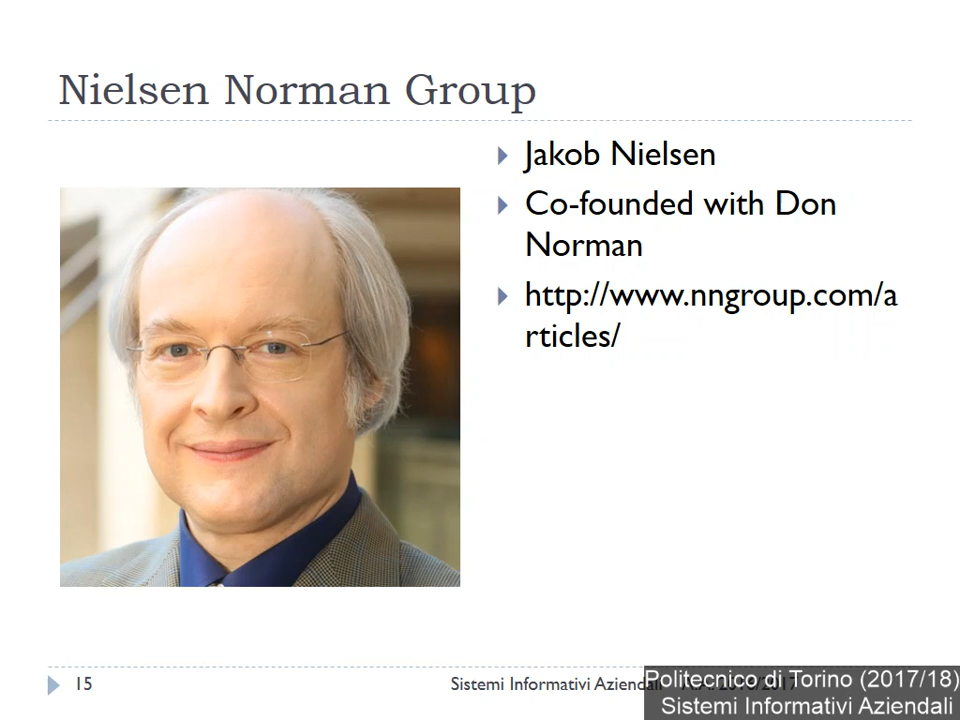 Nielsen Norman Group
Jakob Nielsen
Co-founded with Don
Norman
http://www.nngroup.com/a
rticles/
15
Sistemi Informativi Aziendali
Politecnico di Torino (2017/18)
Sistemi Informativi Aziendali